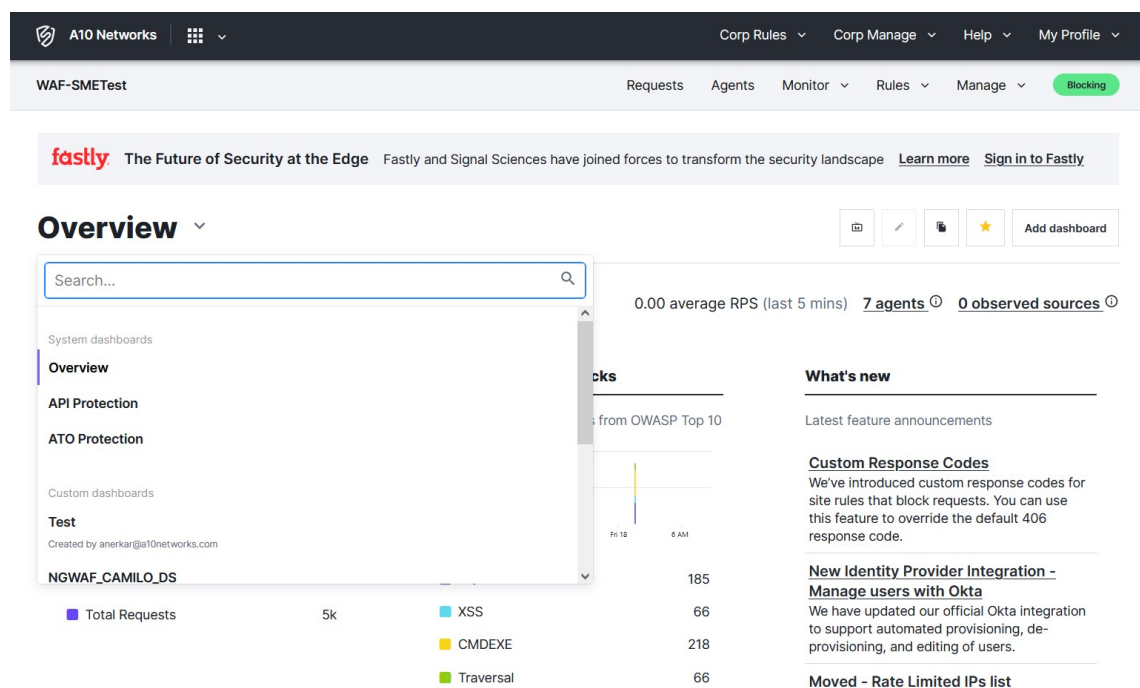 A10 Networks
Corp Rules
Corp Manage
Help
My Profile
WAF-SMETest
Requests
Agents
Monitor
Rules
Manage
Blocking
fastly The Future of Security at the Edge Fastly and Signal Sciences have joined forces to transform the security landscape Learn more Sign in to Fastly
Overview
Add dashboard
Search...
0.00 average RPS (last 5 mins) 7 agents 0 observed sources
System dashboards
Overview
API Protection
ATO Protection
Custom dashboards
Test
Created by anerkar@a10networks.com
NGWAF_CAMILO_DS
Total Requests 5k
from OWASP Top 10
Fri 18 6 AM
185
XSS 66
CMDEXE 218
Traversal 66
What's new
Latest feature announcements
Custom Response Codes
We've introduced custom response codes for
site rules that block requests. You can use
this feature to override the default 406
response code.
New Identity Provider Integration -
Manage users with Okta
We have updated our official Okta integration
to support automated provisioning, de-
provisioning, and editing of users.
Moved - Rate Limited IPs list